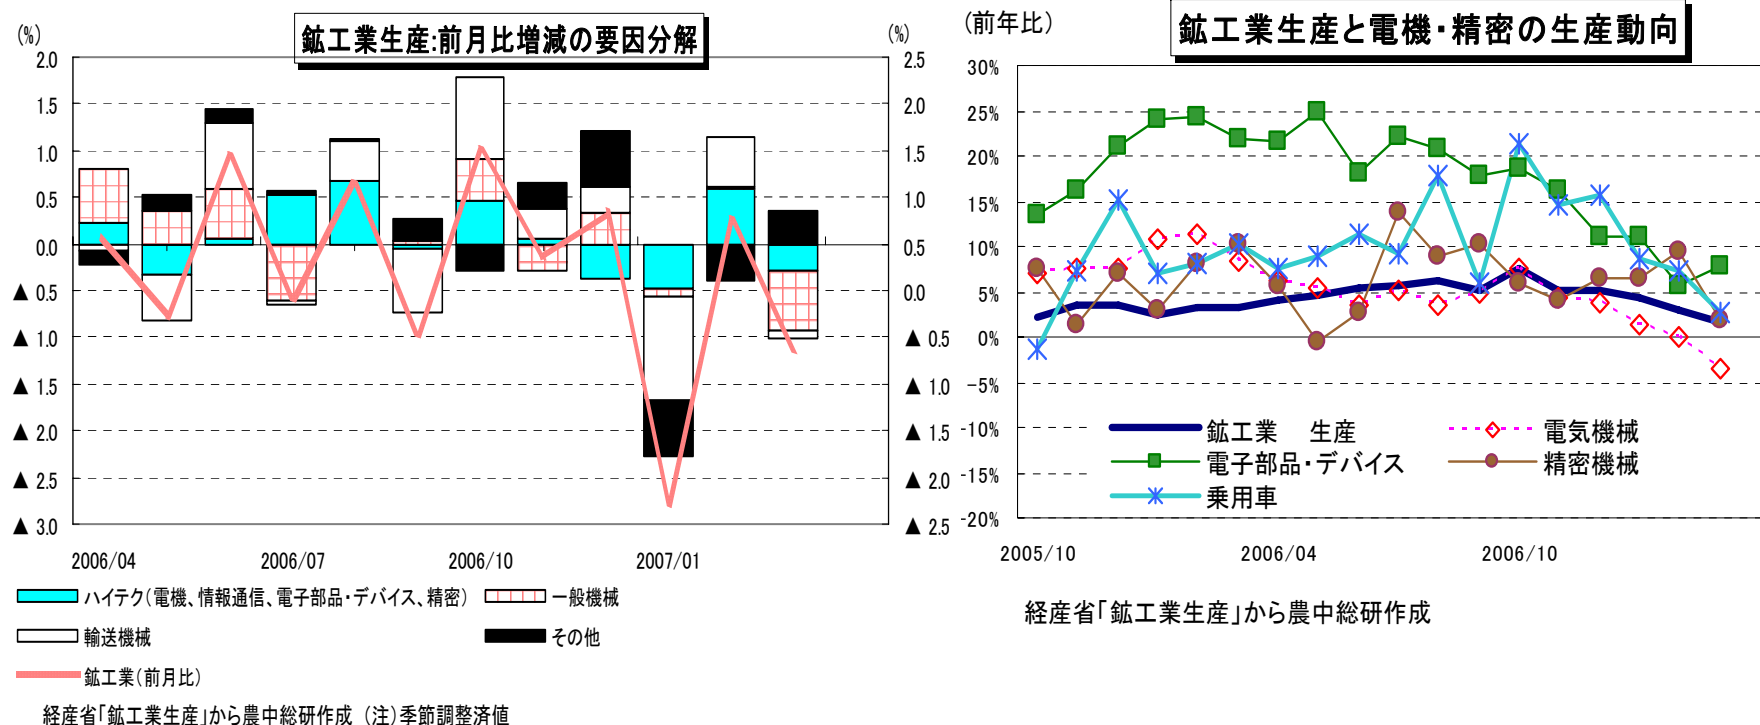 鉱工業生産:前月比増減の要因分解
(%)
(%)
2.0
1.5
1.0
0.5
0.0
▲ 0.5
▲ 1.0
▲ 1.5
▲ 2.0
▲ 2.5
▲ 3.0
2.5
2.0
1.5
1.0
0.5
0.0
▲ 0.5
▲ 1.0
▲ 1.5
▲ 2.0
▲ 2.5
2006/04 2006/07 2006/10 2007/01
ハイテク(電機、情報通信、電子部品・デバイス、精密) 一般機械
輸送機械 その他
鉱工業(前月比)
経産省「鉱工業生産」から農中総研作成 (注)季節調整済値
(前年比)
鉱工業生産と電機・精密の生産動向
30%
25%
20%
15%
10%
5%
0%
-5%
-10%
-15%
-20%
鉱工業 生産 電気機械
電子部品・デバイス 精密機械
乗用車
2005/10 2006/04 2006/10
経産省「鉱工業生産」から農中総研作成